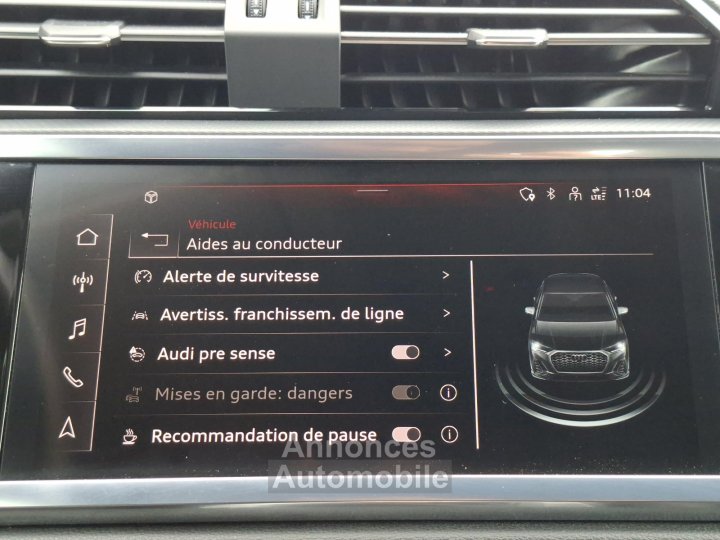 11:04
LTE
Véhicule
Aides au conducteur
Alerte de survitesse
Avertiss. franchissem. de ligne
Audi pre sense
Mises en garde: dangers
Recommandation de pause
Annonces
Automobile